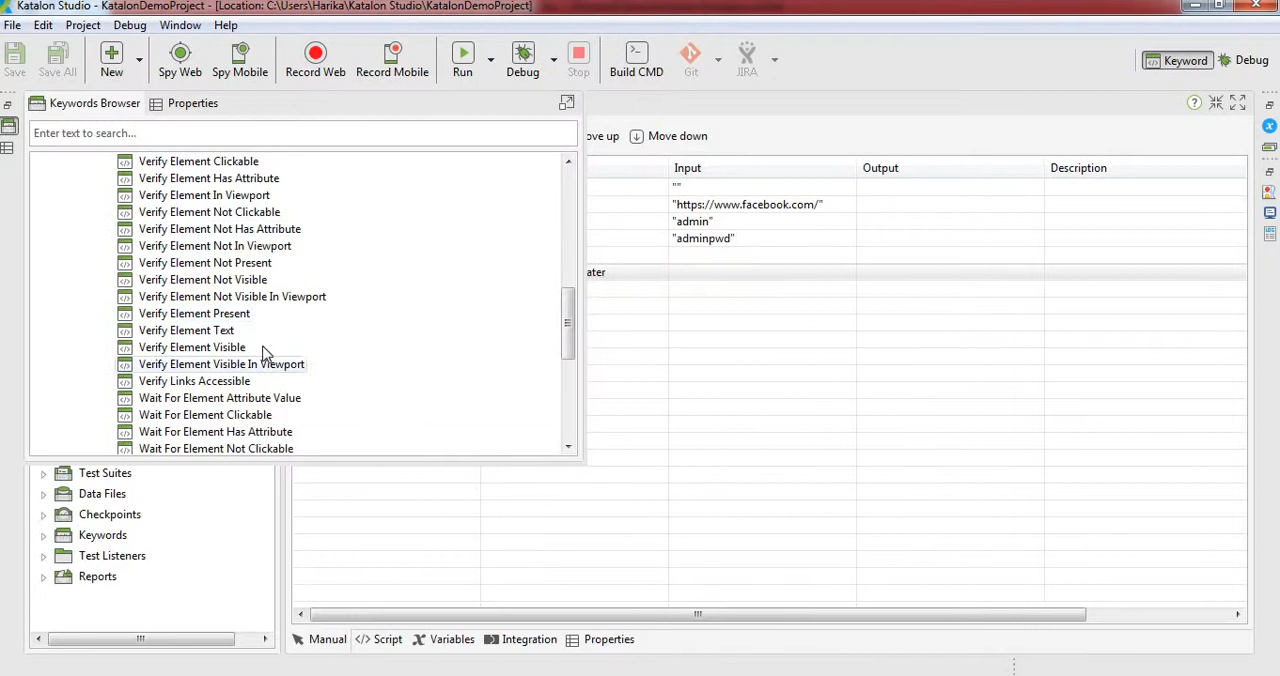 Katalon Studio - KatalonDemoProject - [Location: C:\Users\Harika\Katalon Studio\KatalonDemoProject]
File Edit Project Debug Window Help
Save Save All New Spy Web Spy Mobile Record Web Record Mobile Run Debug Stop Build CMD Git JIRA Keyword Debug
Keywords Browser Properties
Enter text to search...
ove up Move down
Input Output Description
""
"https://www.facebook.com/"
"admin"
"adminpwd"
ater
Verify Element Clickable
Verify Element Has Attribute
Verify Element In Viewport
Verify Element Not Clickable
Verify Element Not Has Attribute
Verify Element Not In Viewport
Verify Element Not Present
Verify Element Not Visible
Verify Element Not Visible In Viewport
Verify Element Present
Verify Element Text
Verify Element Visible
Verify Element Visible In Viewport
Verify Links Accessible
Wait For Element Attribute Value
Wait For Element Clickable
Wait For Element Has Attribute
Wait For Element Not Clickable
Test Suites
Data Files
Checkpoints
Keywords
Test Listeners
Reports
Manual Script Variables Integration Properties